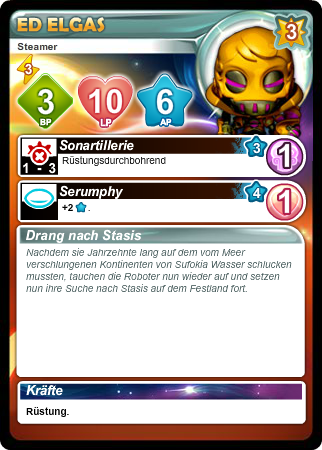 ED ELGAS
3
Steamer
3
3
BP
10
LP
6
AP
Sonartillerie
3
1
1 - 3
Rüstungsdurchbohrend
Serumphy
4
1
+2 .
Drang nach Stasis
Nachdem sie Jahrzehnte lang auf dem vom Meer
verschlungenen Kontinenten von Sufokia Wasser schlucken
mussten, tauchen die Roboter nun wieder auf und setzen
nun ihre Suche nach Stasis auf dem Festland fort.
Kräfte
Rüstung.